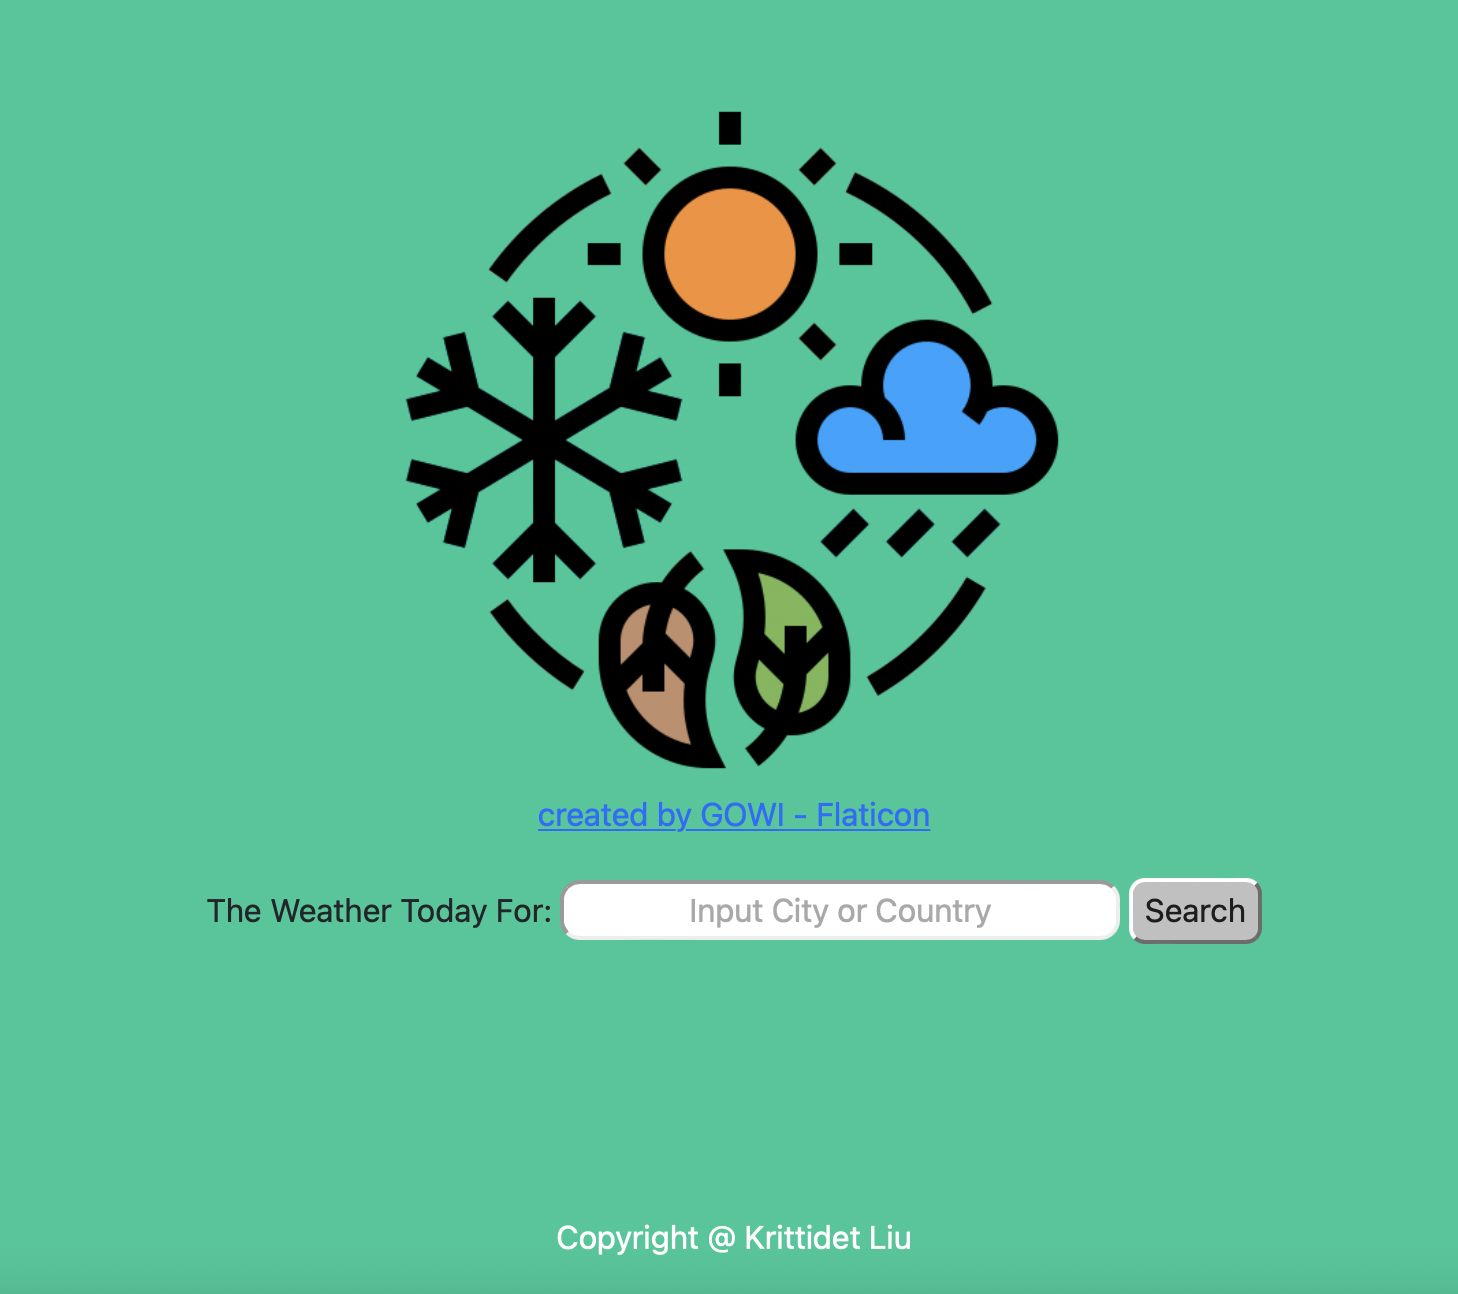 created by GOWI - Flaticon
The Weather Today For: Input City or Country Search
Copyright @ Krittidet Liu